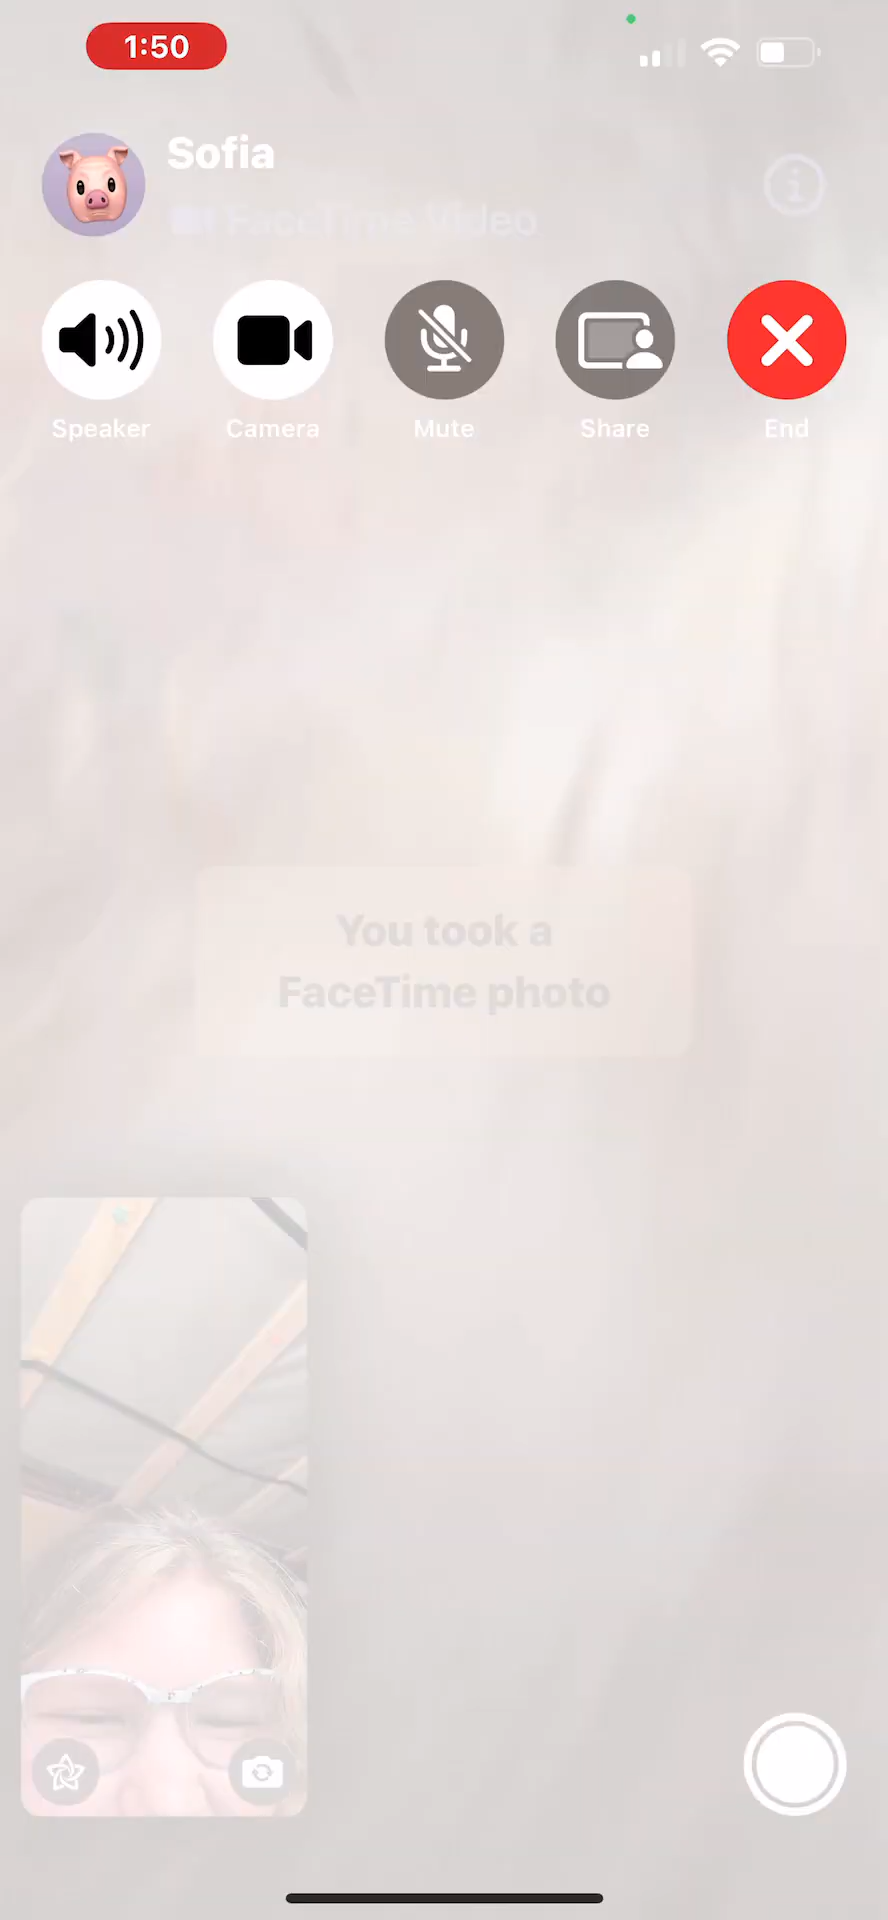 1:50
Sofia
FaceTime Video
Speaker
Camera
Mute
Share
End
You took a
FaceTime photo